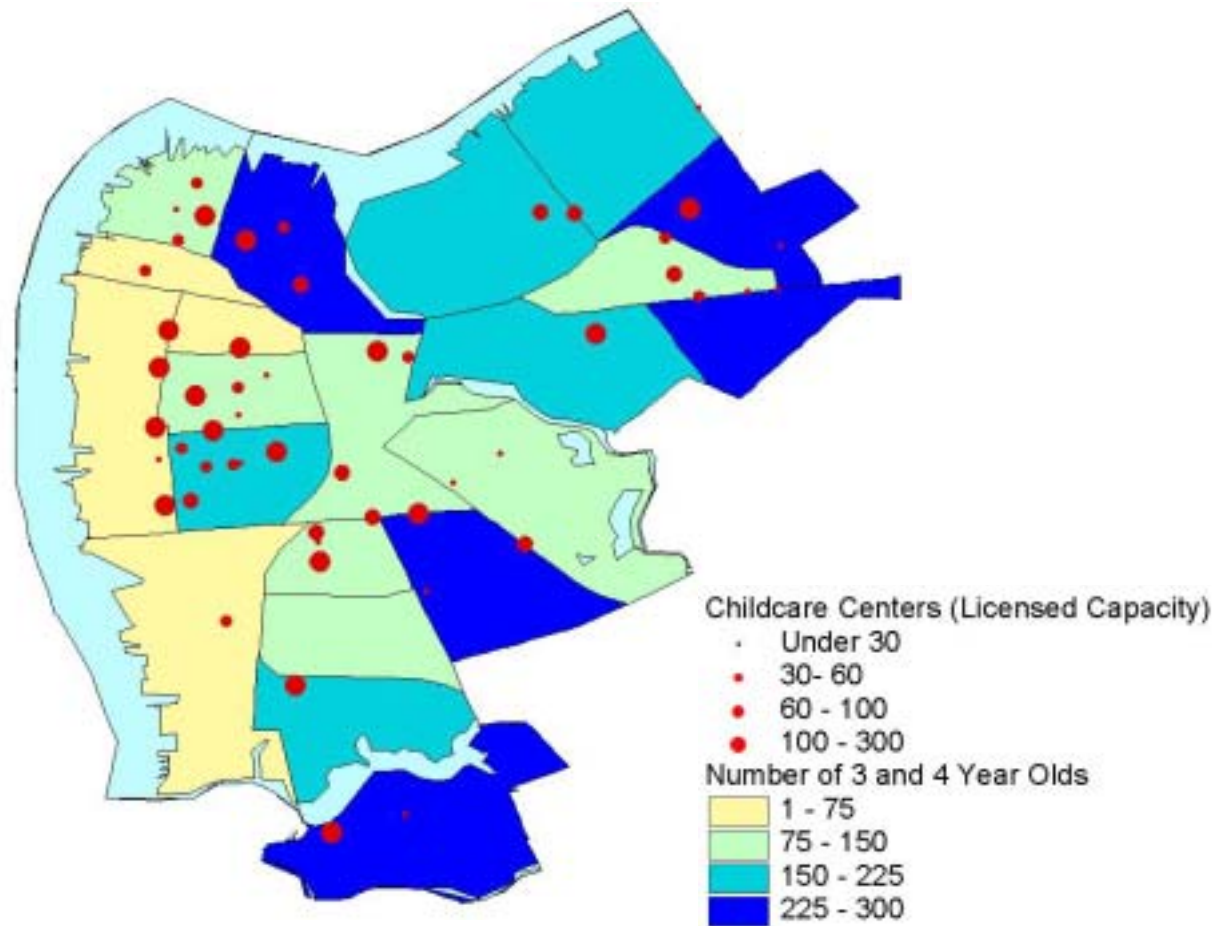 Childcare Centers (Licensed Capacity)
Under 30
30- 60
60 - 100
100 - 300
Number of 3 and 4 Year Olds
1 - 75
75 - 150
150 - 225
225 - 300